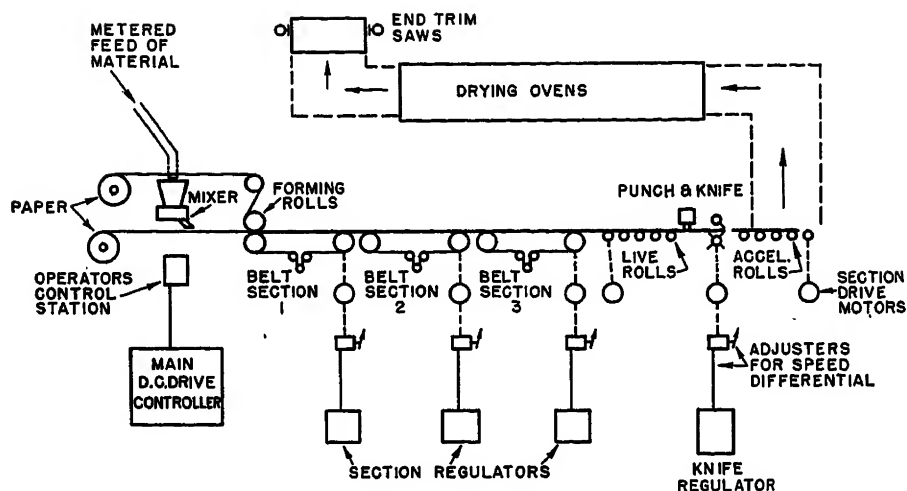 METERED
FEED OF
MATERIAL
END TRIM
SAWS
DRYING OVENS
PAPER
MIXER
FORMING
ROLLS
PUNCH & KNIFE
OPERATORS
CONTROL
STATION
BELT
SECTION
1
BELT
SECTION
2
BELT
SECTION
3
LIVE
ROLLS
ACCEL.
ROLLS
SECTION
DRIVE
MOTORS
MAIN
D.C. DRIVE
CONTROLLER
ADJUSTERS
FOR SPEED
DIFFERENTIAL
SECTION REGULATORS
KNIFE
REGULATOR